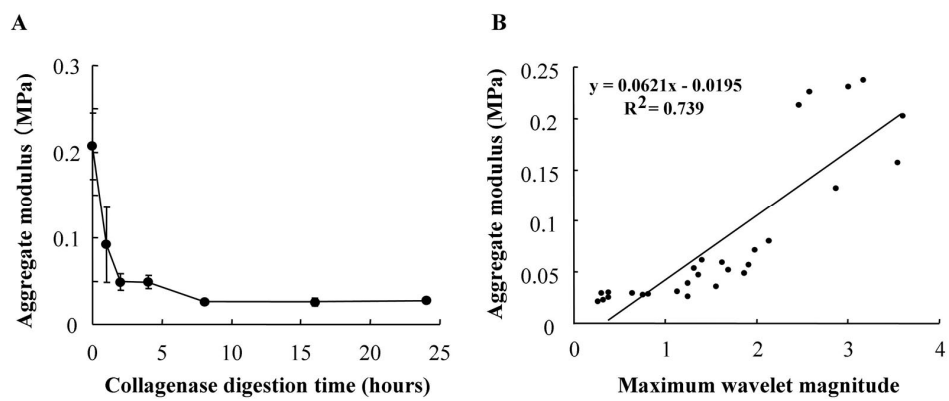 A
Aggregate modulus (MPa)
0.3
0.2
0.1
0
0 5 10 15 20 25
Collagenase digestion time (hours)
B
Aggregate modulus (MPa)
0.25
0.2
0.15
0.1
0.05
0
y = 0.0621x - 0.0195
R² = 0.739
0 1 2 3 4
Maximum wavelet magnitude